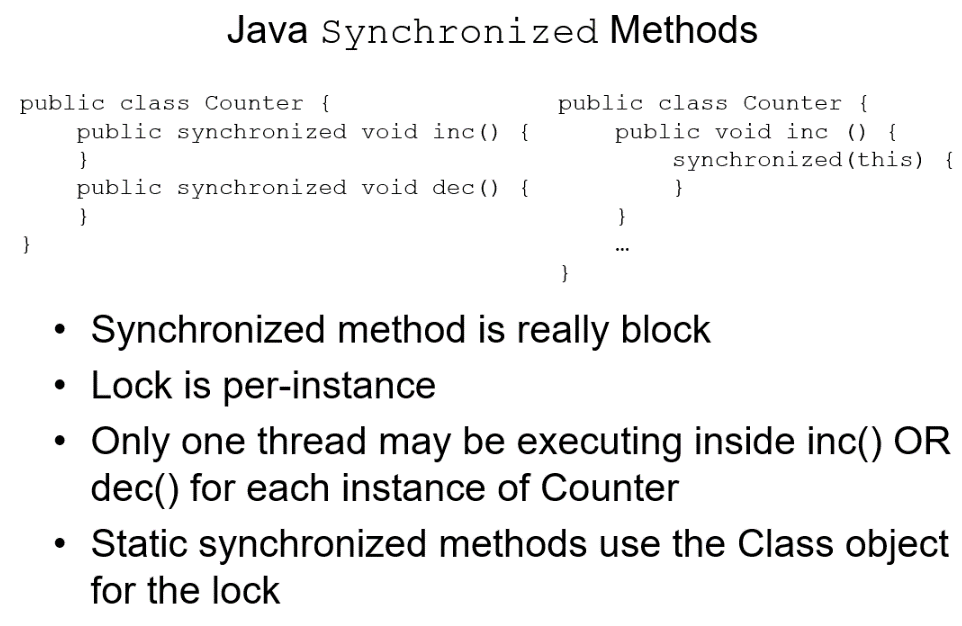 Java Synchronized Methods
public class Counter {
    public synchronized void inc() {
    }
    public synchronized void dec() {
    }
}
public class Counter {
    public void inc () {
        synchronized(this) {
        }
    }
    …
}
• Synchronized method is really block
• Lock is per-instance
• Only one thread may be executing inside inc() OR
dec() for each instance of Counter
• Static synchronized methods use the Class object
for the lock